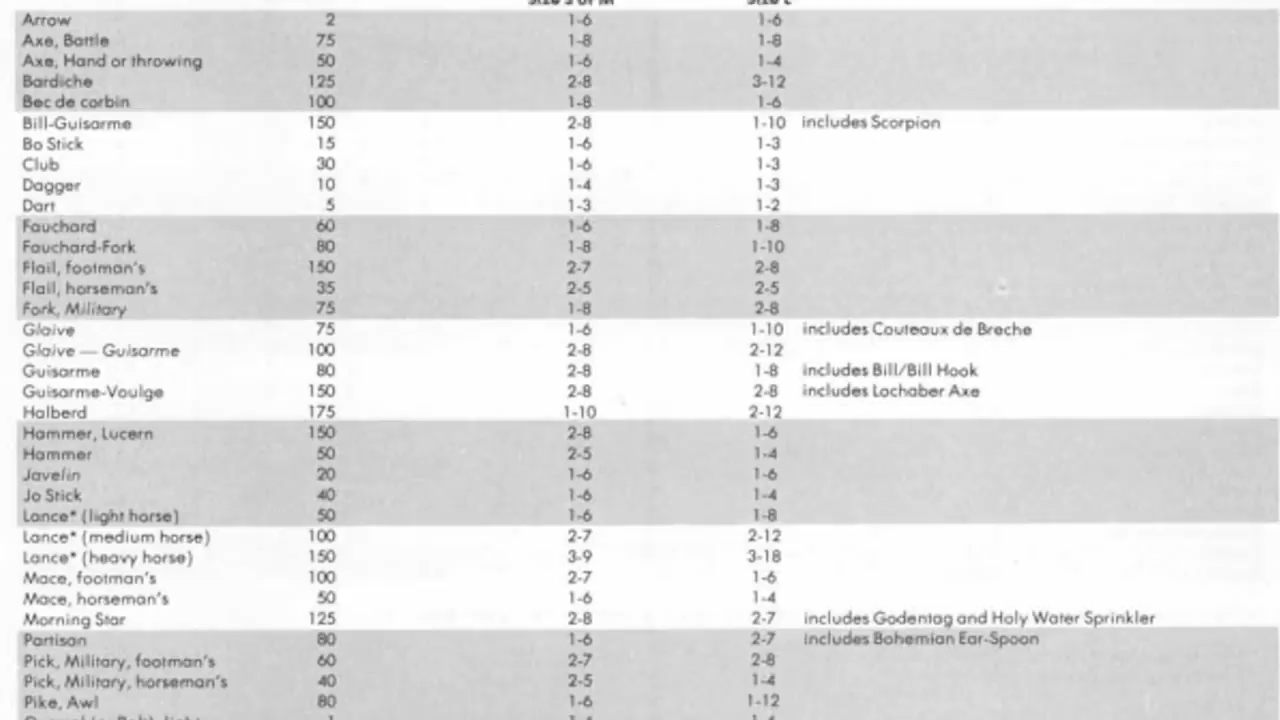 Size S or M Size L
Arrow 2 1-6 1-6
Axe, Battle 75 1-8 1-8
Axe, Hand or throwing 50 1-6 1-4
Bardiche 125 2-8 3-12
Bec de corbin 100 1-8 1-6
Bill-Guisarme 150 2-8 1-10 includes Scorpion
Bo Stick 15 1-6 1-3
Club 30 1-6 1-3
Dagger 10 1-4 1-3
Dart 5 1-3 1-2
Fauchard 60 1-6 1-8
Fauchard-Fork 80 1-8 1-10
Flail, footman's 150 2-7 2-8
Flail, horseman's 35 2-5 2-5
Fork, Military 75 1-8 2-8
Glaive 75 1-6 1-10 includes Couteaux de Breche
Glaive — Guisarme 100 2-8 2-12
Guisarme 80 2-8 1-8 includes Bill/Bill Hook
Guisarme-Voulge 150 2-8 2-8 includes Lochaber Axe
Halberd 175 1-10 2-12
Hammer, Lucern 150 2-8 1-6
Hammer 50 2-5 1-4
Javelin 20 1-6 1-6
Jo Stick 40 1-6 1-4
Lance* (light horse) 50 1-6 1-8
Lance* (medium horse) 100 2-7 2-12
Lance* (heavy horse) 150 3-9 3-18
Mace, footman's 100 2-7 1-6
Mace, horseman's 50 1-6 1-4
Morning Star 125 2-8 2-7 includes Godentag and Holy Water Sprinkler
Partisan 80 1-6 2-7 includes Bohemian Ear-Spoon
Pick, Military, footman's 60 2-7 2-8
Pick, Military, horseman's 40 2-5 1-4
Pike, Awl 80 1-6 1-12